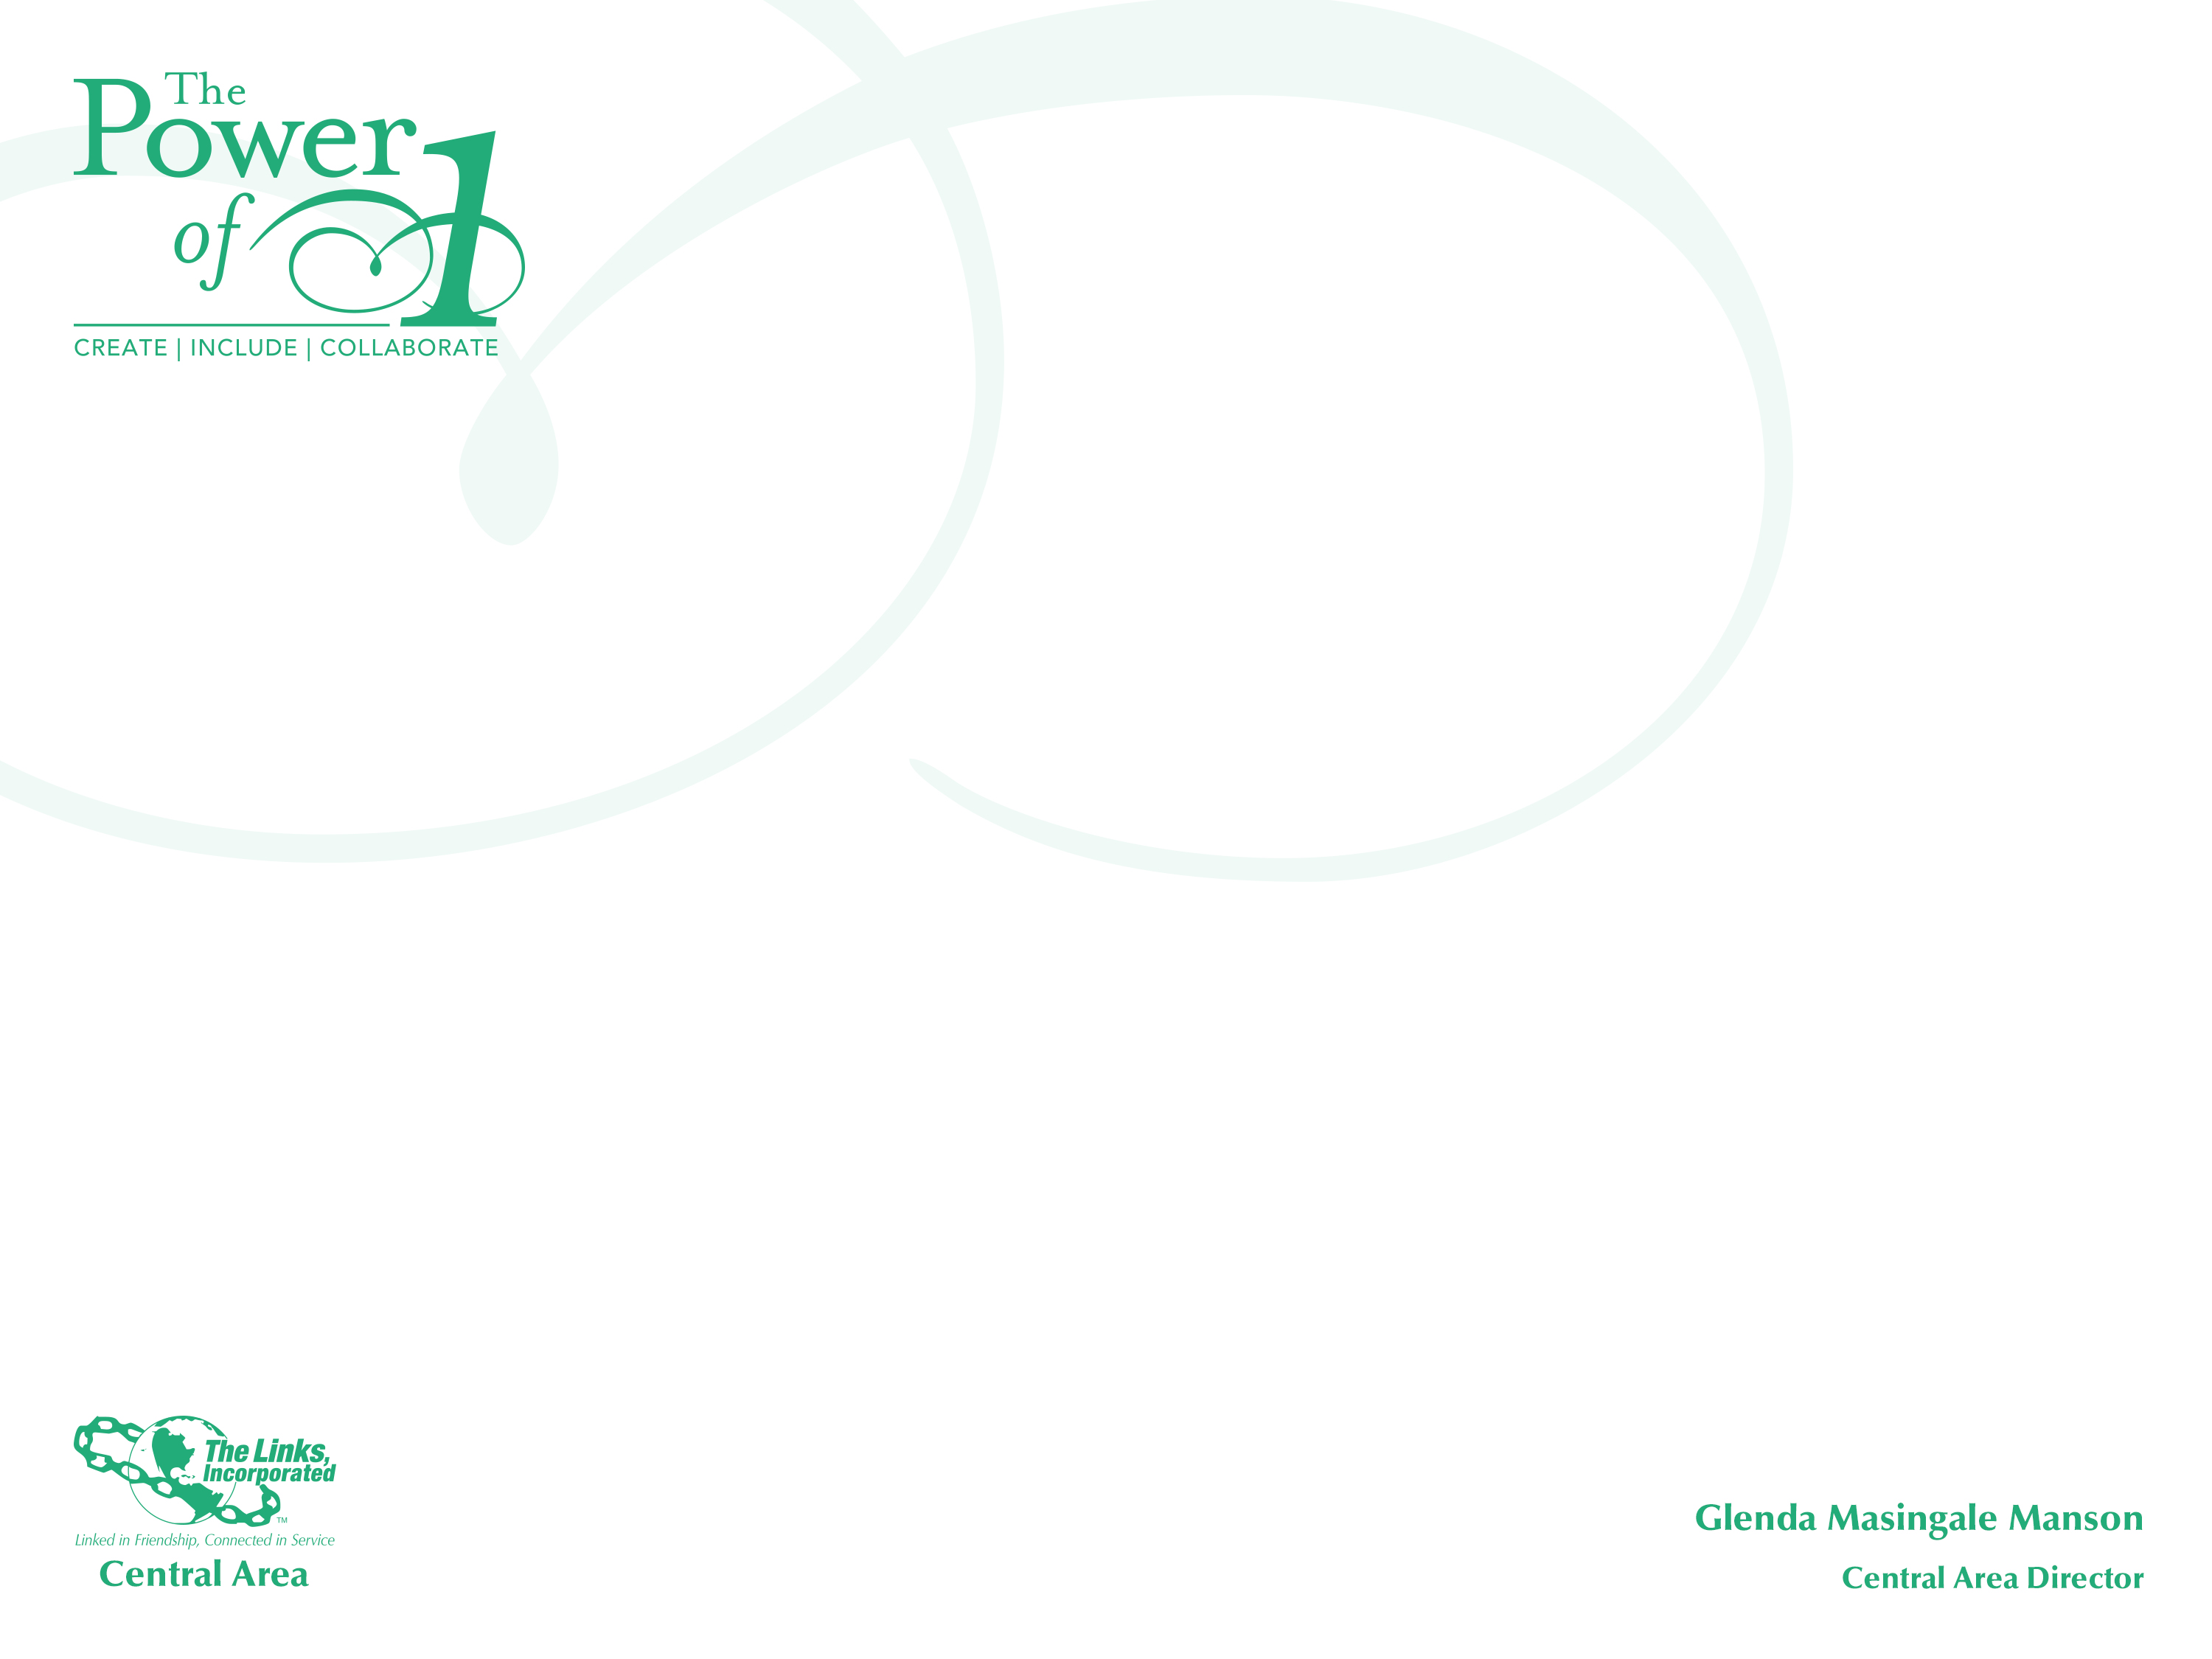 The
Power
of 1
CREATE | INCLUDE | COLLABORATE
The Links,
Incorporated
TM
Linked in Friendship, Connected in Service
Central Area
Glenda Masingale Manson
Central Area Director